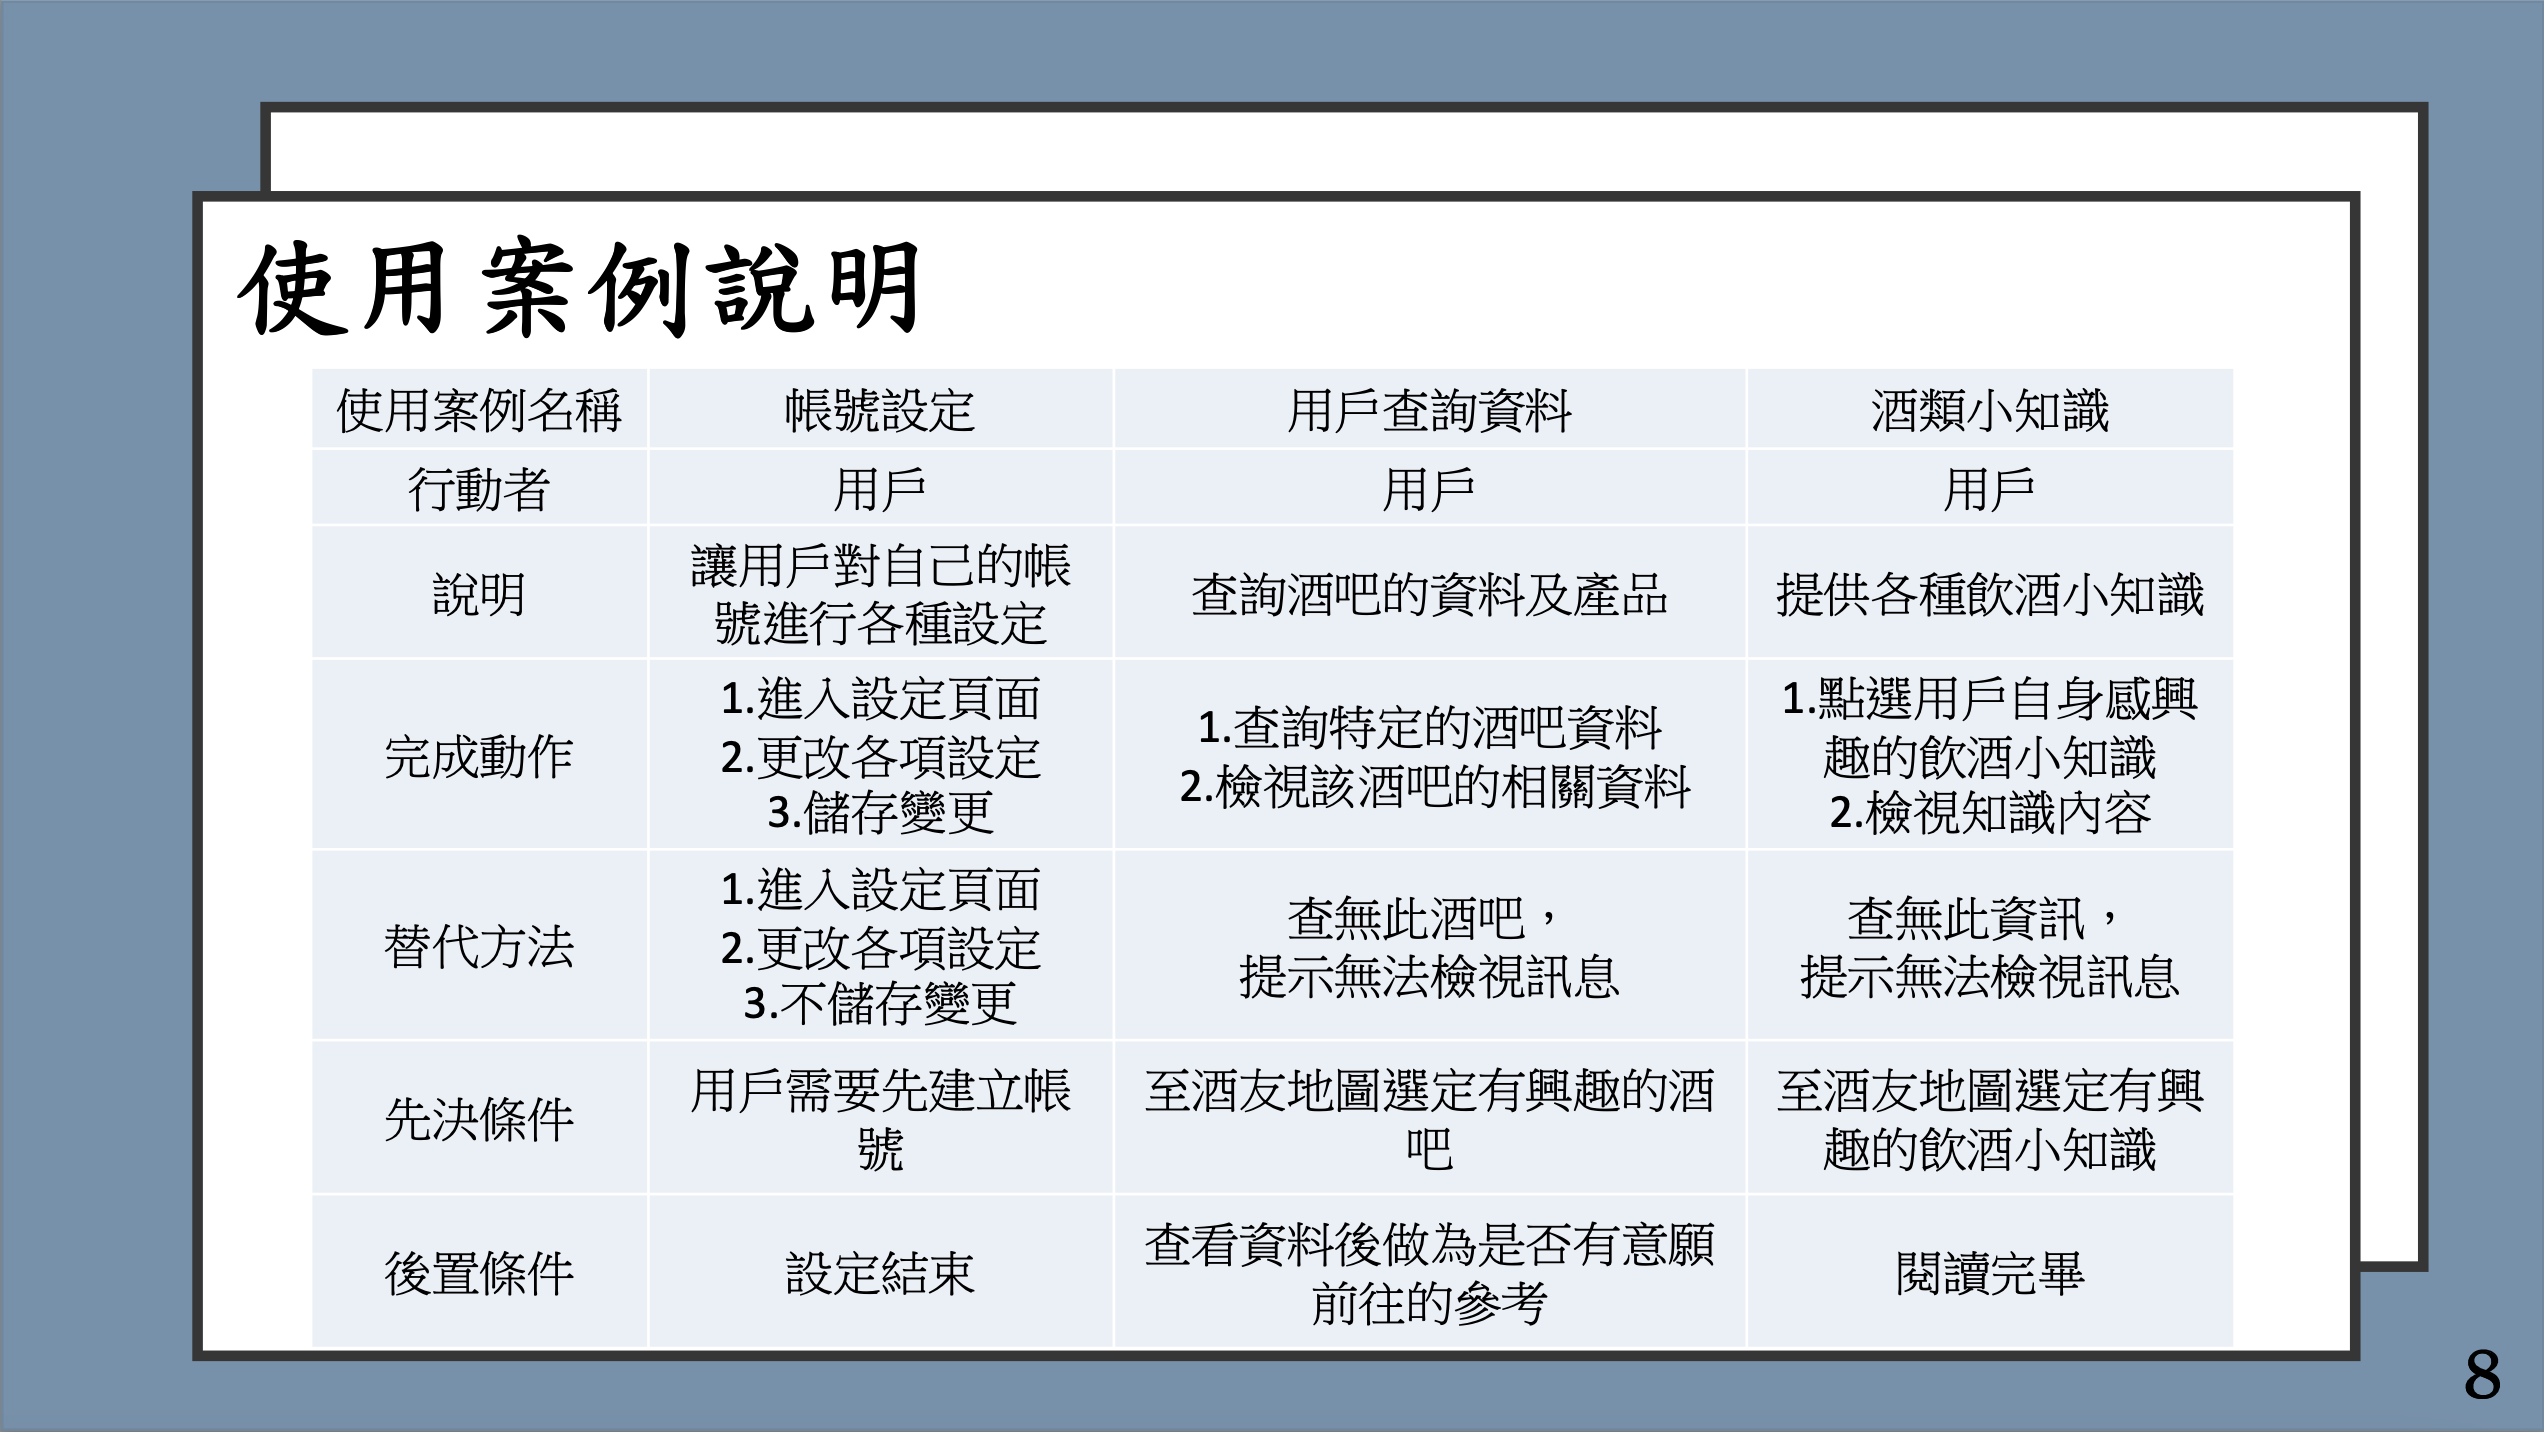 使用案例說明
使用案例名稱 帳號設定 用戶查詢資料 酒類小知識
行動者 用戶 用戶 用戶
說明 讓用戶對自己的帳號進行各種設定 查詢酒吧的資料及產品 提供各種飲酒小知識
完成動作
1.進入設定頁面
2.更改各項設定
3.儲存變更
1.查詢特定的酒吧資料
2.檢視該酒吧的相關資料
1.點選用戶自身感興
趣的飲酒小知識
2.檢視知識內容
替代方法
1.進入設定頁面
2.更改各項設定
3.不儲存變更
查無此酒吧，
提示無法檢視訊息
查無此資訊，
提示無法檢視訊息
先決條件
用戶需要先建立帳
號
至酒友地圖選定有興趣的酒
吧
至酒友地圖選定有興
趣的飲酒小知識
後置條件
設定結束
查看資料後做為是否有意願
前往的參考
閱讀完畢
8